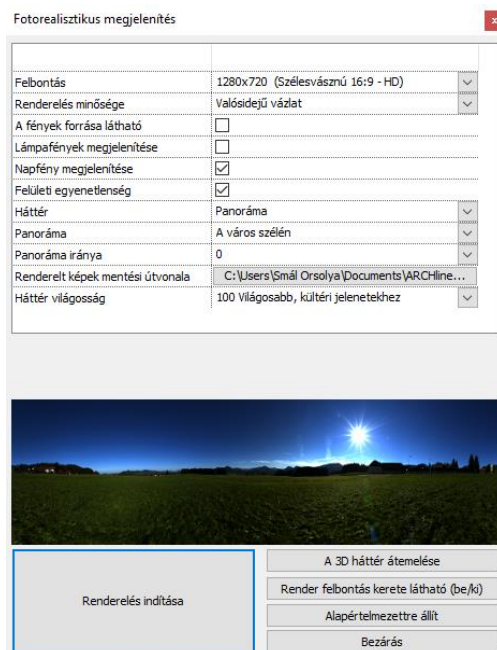 Fotorealisztikus megjelenítés
x
Felbontás 1280x720 (Szélesvásznú 16:9 - HD)
Renderelés minősége Valósidejű vázlat
A fények forrása látható
Lámpafények megjelenítése
Napfény megjelenítése
Felületi egyenetlenség
Háttér Panoráma
Panoráma A város szélén
Panoráma iránya 0
Renderelt képek mentési útvonala C:\Users\Smál Orsolya\Documents\ARCHline...
Háttér világosság 100 Világosabb, kültéri jelenetekhez
Renderelés indítása
A 3D háttér átemelése
Render felbontás kerete látható (be/ki)
Alapértelmezettre állít
Bezárás